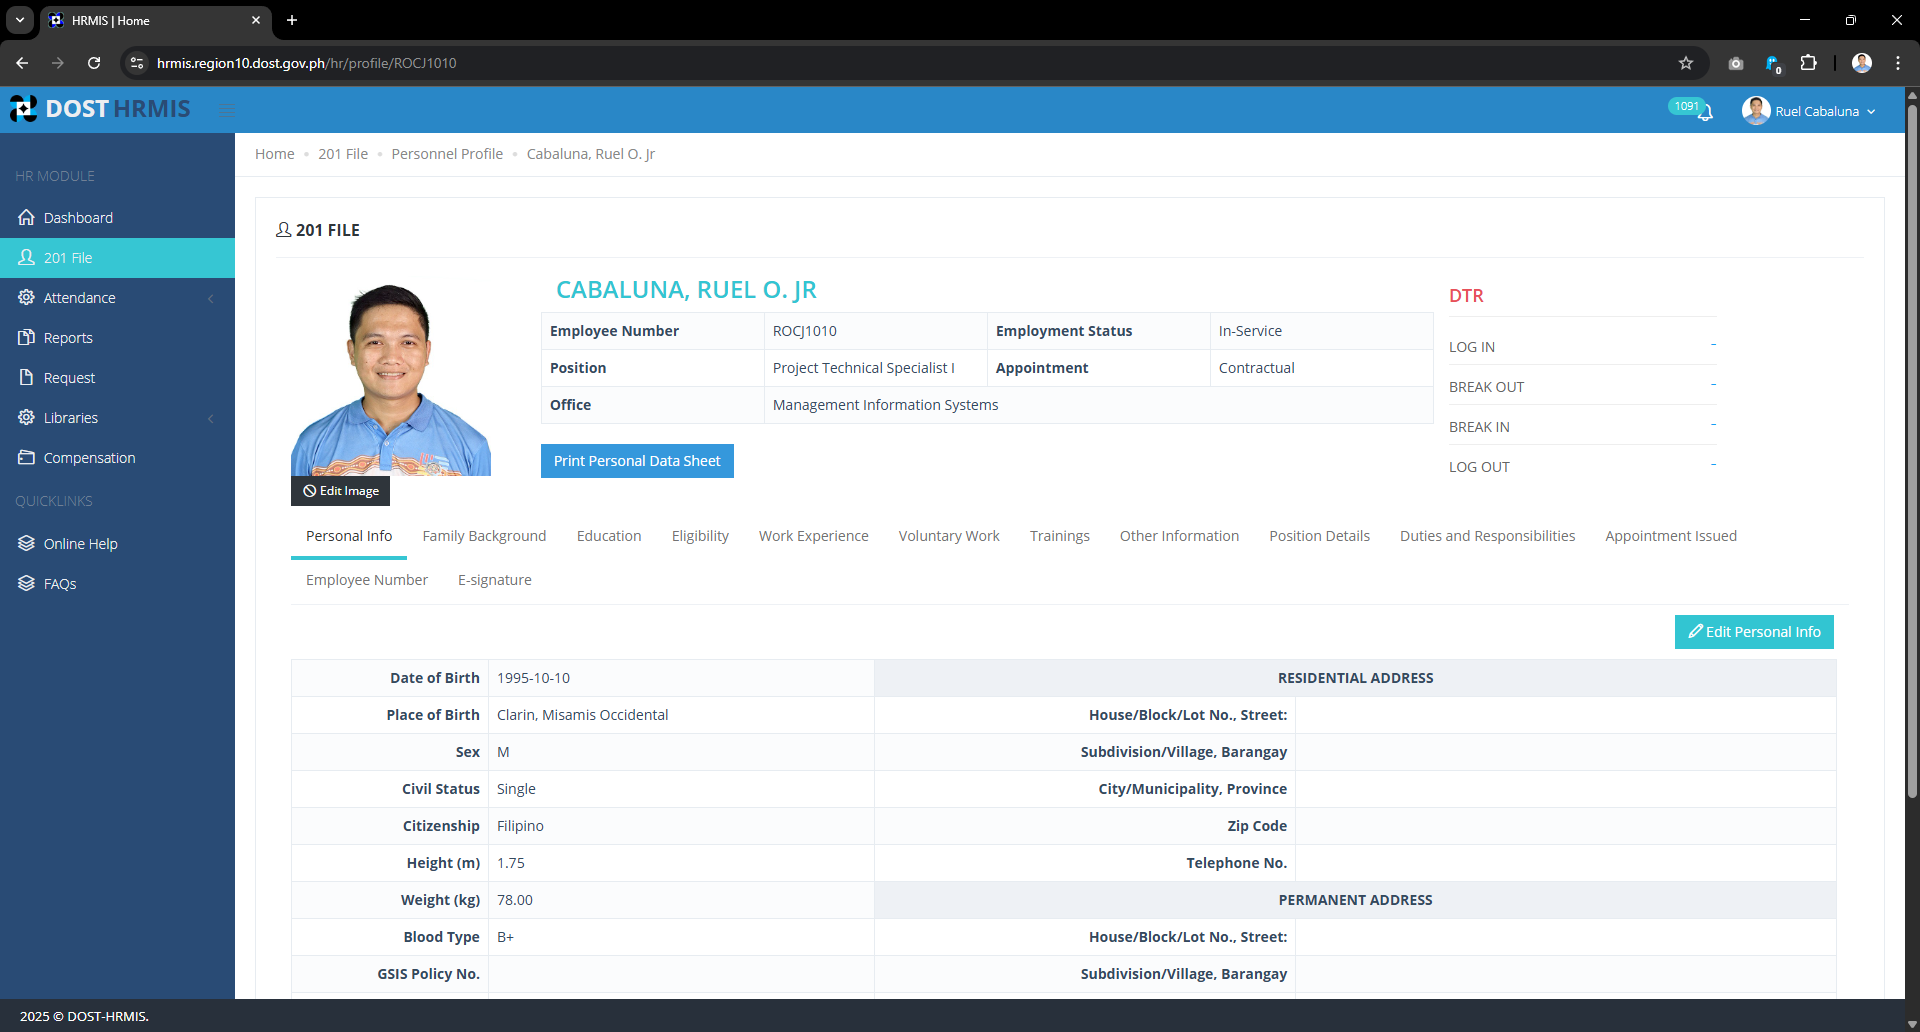 HRMIS | Home
hrmis.region10.dost.gov.ph/hr/profile/ROCJ1010
0
DOST HRMIS
1091
Ruel Cabaluna
HR MODULE
Dashboard
201 File
Attendance
Reports
Request
Libraries
Compensation
QUICKLINKS
Online Help
FAQs
Home • 201 File • Personnel Profile • Cabaluna, Ruel O. Jr
201 FILE
Edit Image
CABALUNA, RUEL O. JR
Employee Number ROCJ1010 Employment Status In-Service
Position Project Technical Specialist I Appointment Contractual
Office Management Information Systems
Print Personal Data Sheet
DTR
LOG IN -
BREAK OUT -
BREAK IN -
LOG OUT -
Personal Info Family Background Education Eligibility Work Experience Voluntary Work Trainings Other Information Position Details Duties and Responsibilities Appointment Issued
Employee Number E-signature
Edit Personal Info
Date of Birth 1995-10-10 RESIDENTIAL ADDRESS
Place of Birth Clarin, Misamis Occidental House/Block/Lot No., Street:
Sex M Subdivision/Village, Barangay
Civil Status Single City/Municipality, Province
Citizenship Filipino Zip Code
Height (m) 1.75 Telephone No.
Weight (kg) 78.00 PERMANENT ADDRESS
Blood Type B+ House/Block/Lot No., Street:
GSIS Policy No. Subdivision/Village, Barangay
2025 © DOST-HRMIS.